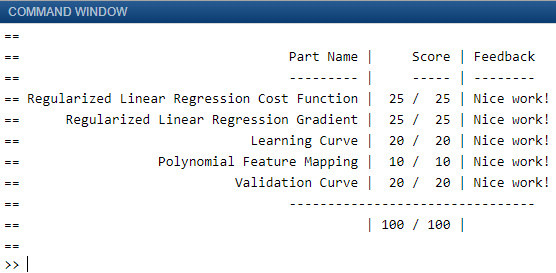 COMMAND WINDOW
==
== Part Name | Score | Feedback
== --------- | ----- | --------
== Regularized Linear Regression Cost Function | 25 / 25 | Nice work!
== Regularized Linear Regression Gradient | 25 / 25 | Nice work!
== Learning Curve | 20 / 20 | Nice work!
== Polynomial Feature Mapping | 10 / 10 | Nice work!
== Validation Curve | 20 / 20 | Nice work!
== --------------------------------
== | 100 / 100 |
==
>>